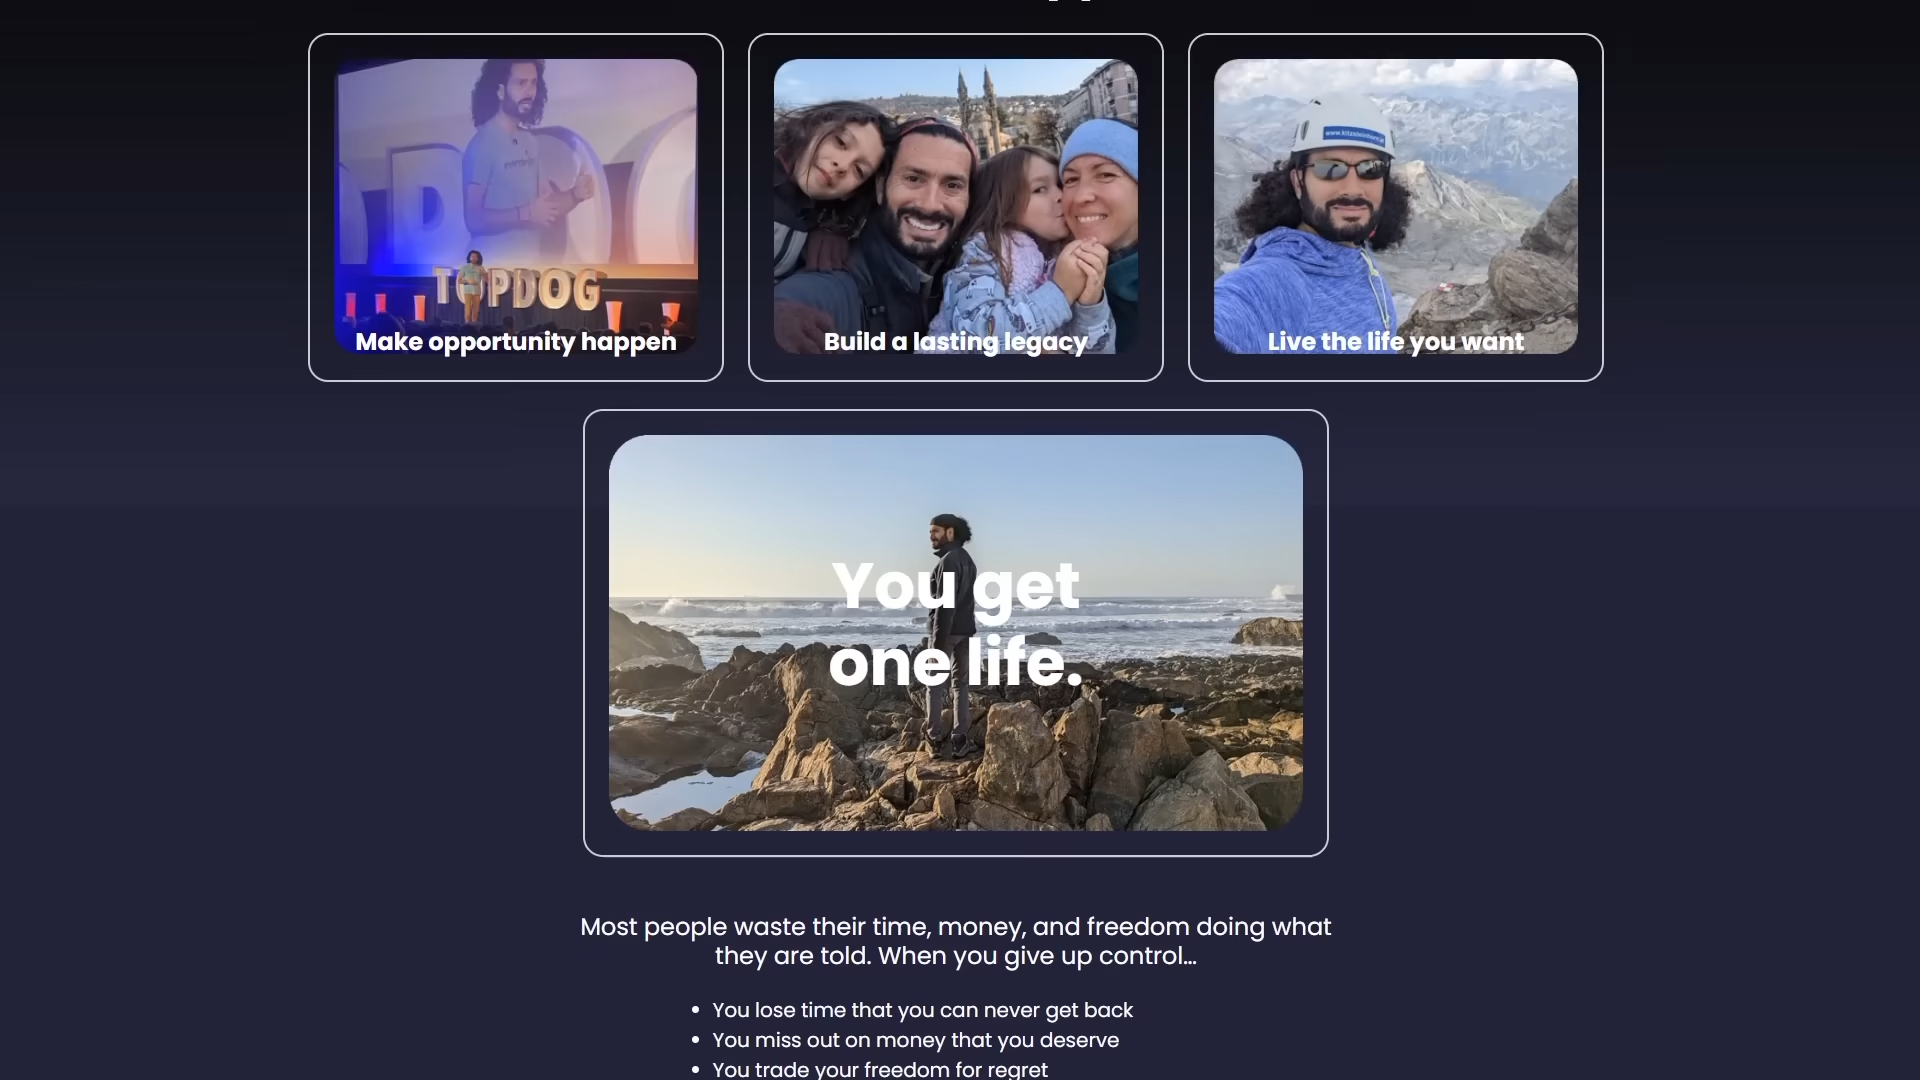 TOPDOG
www.kitzsteinhorn.at
Make opportunity happen
Build a lasting legacy
Live the life you want
You get
one life.
Most people waste their time, money, and freedom doing what
they are told. When you give up control...
You lose time that you can never get back
You miss out on money that you deserve
You trade your freedom for regret